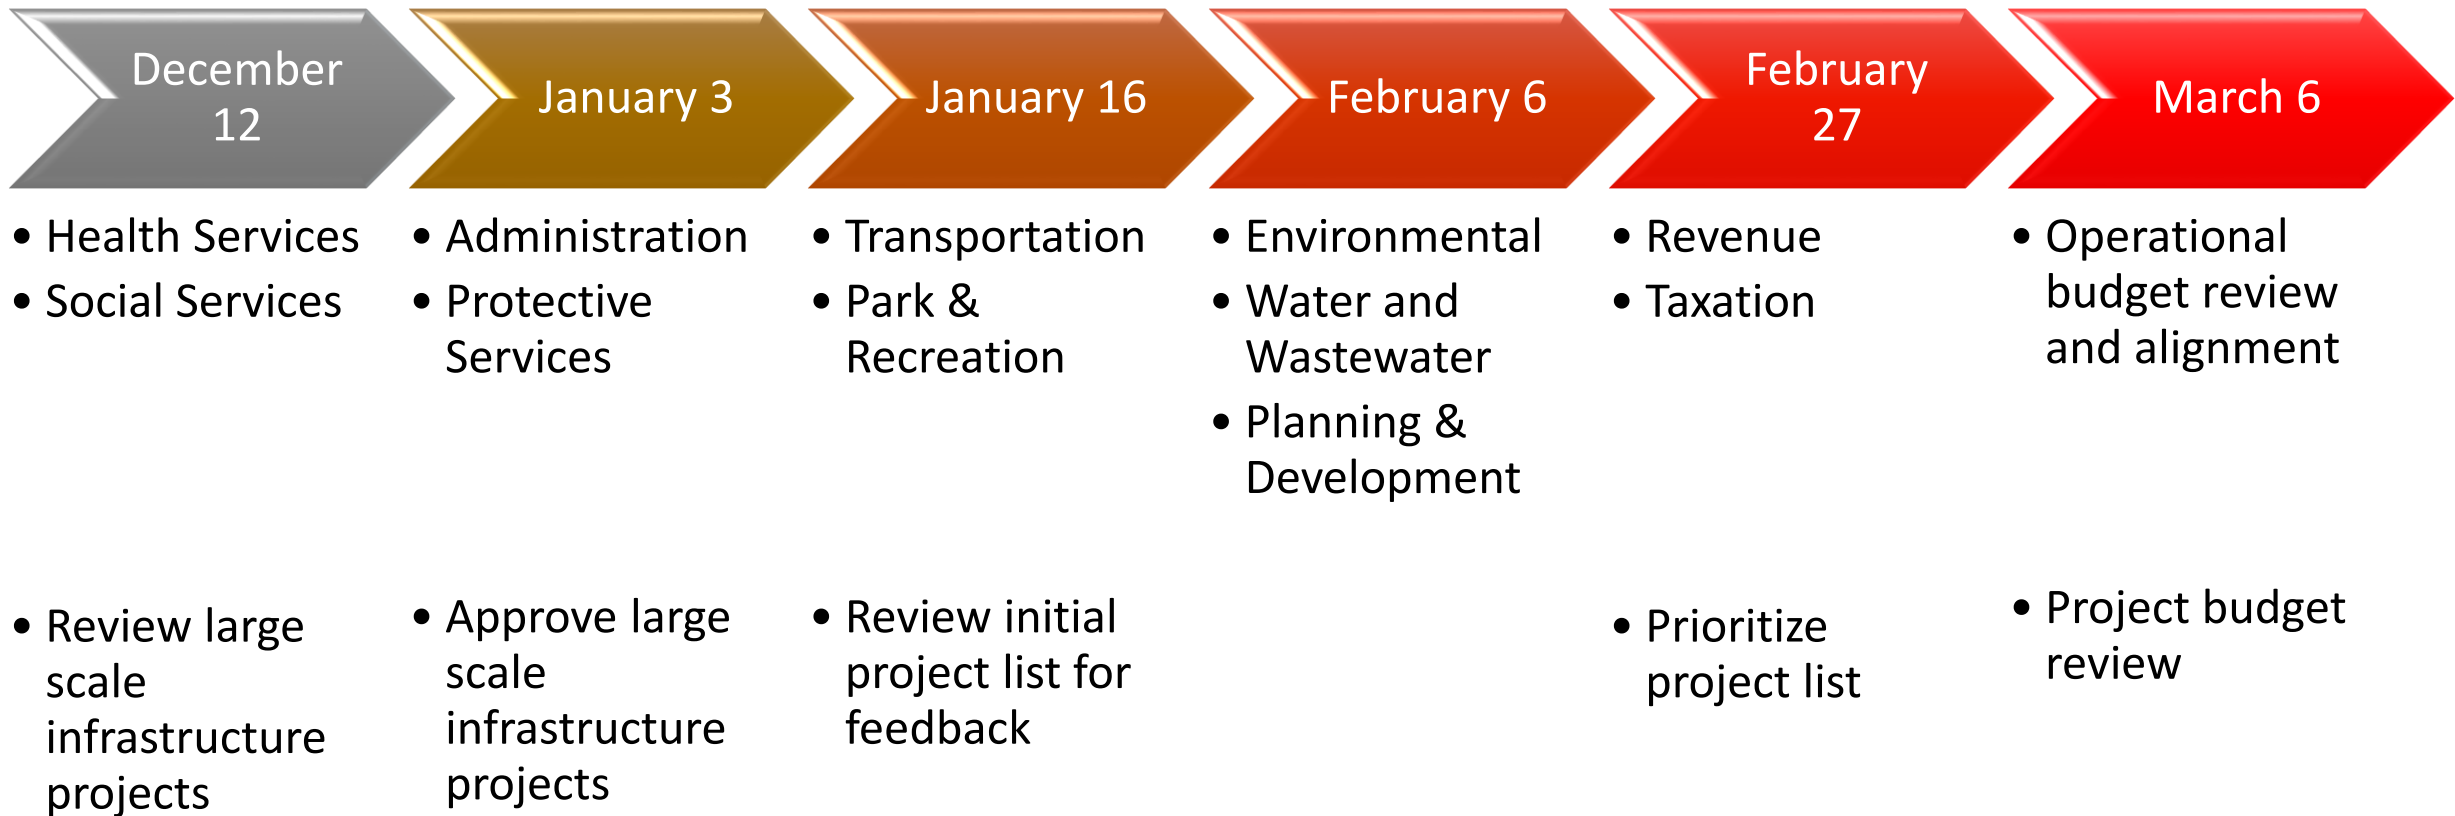 December
12
January 3
January 16
February 6
February
27
March 6
• Health Services
• Social Services
• Administration
• Protective
Services
• Transportation
• Park &
Recreation
• Environmental
• Water and
Wastewater
• Planning &
Development
• Revenue
• Taxation
• Operational
budget review
and alignment
• Review large
scale
infrastructure
projects
• Approve large
scale
infrastructure
projects
• Review initial
project list for
feedback
• Prioritize
project list
• Project budget
review